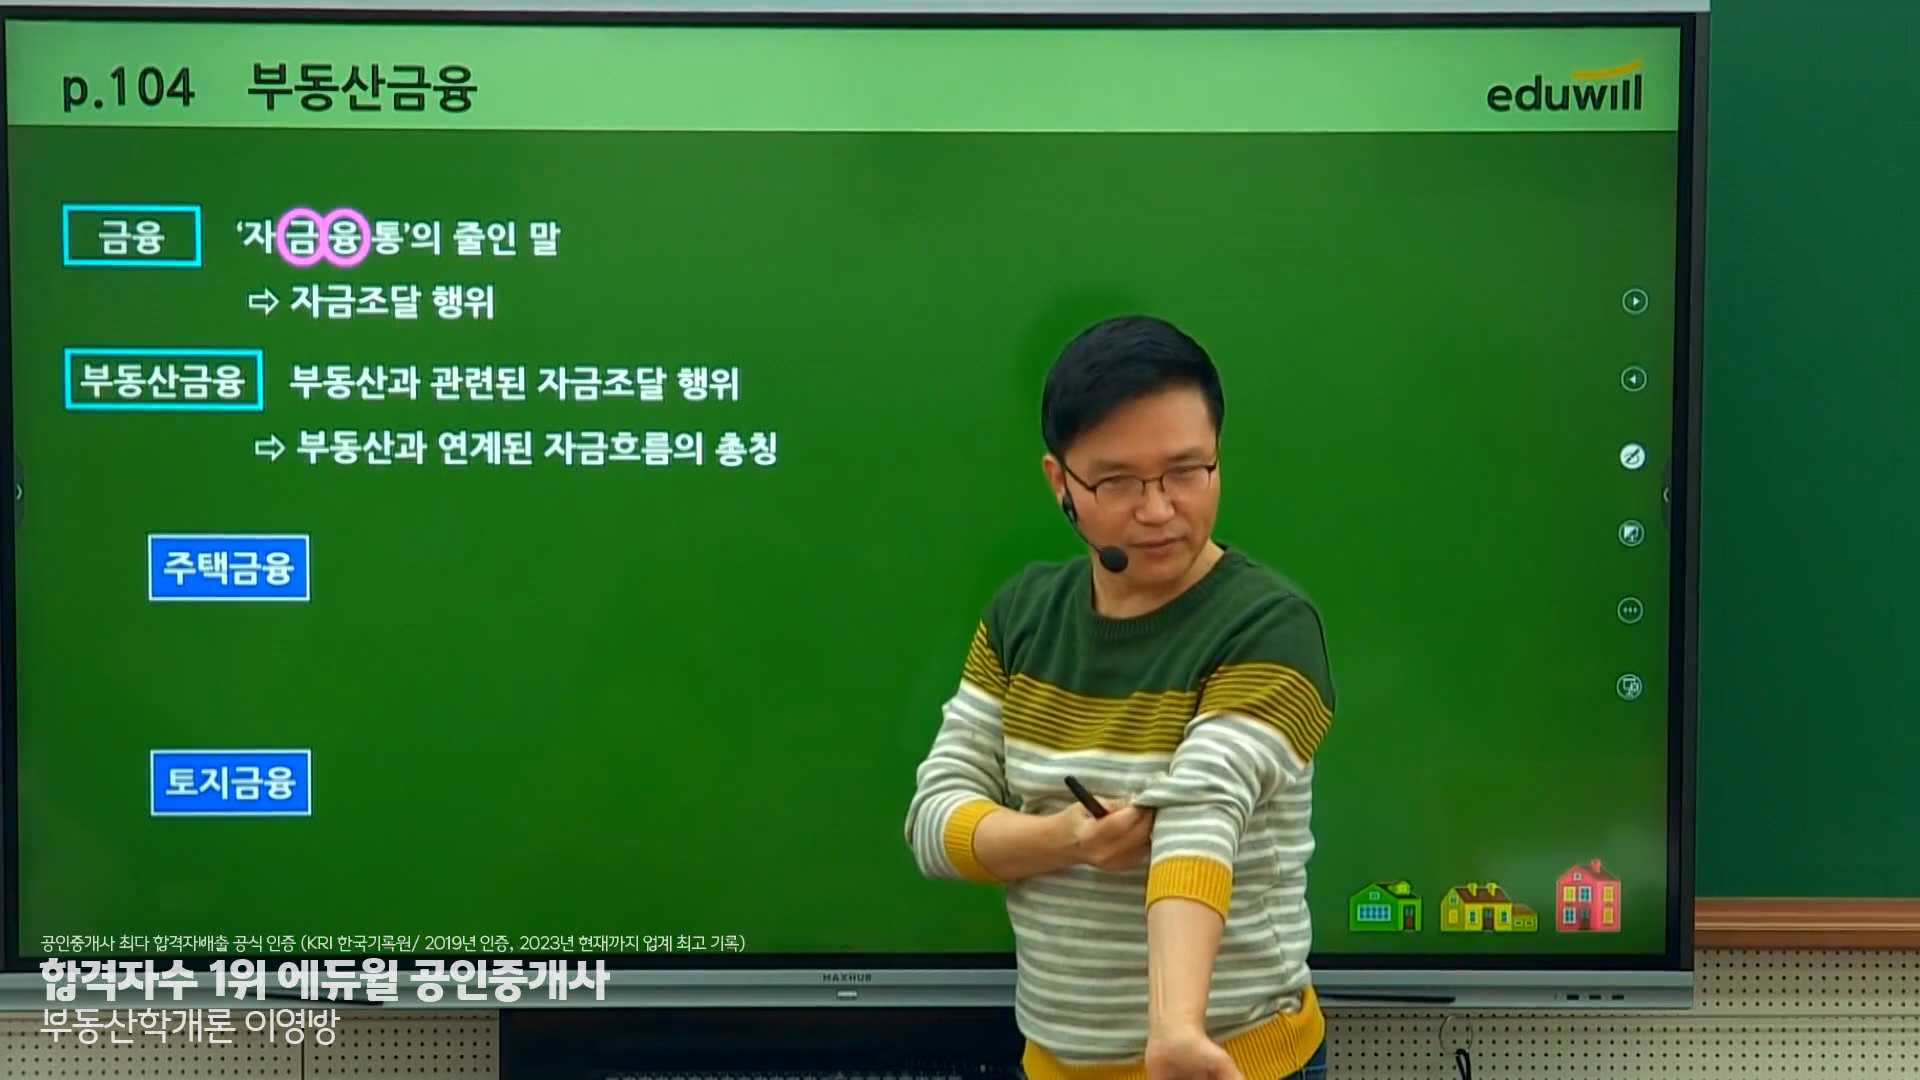 p.104 부동산금융
eduwill
금융 ‘자금융통’의 줄인 말
⇨ 자금조달 행위
부동산금융 부동산과 관련된 자금조달 행위
⇨ 부동산과 연계된 자금흐름의 총칭
주택금융
토지금융
공인중개사 최다 합격자배출 공식 인증 (KRI 한국기록원/ 2019년 인증, 2023년 현재까지 업계 최고 기록)
합격자수 1위 에듀윌 공인중개사
부동산학개론 이영방
MAXHUB